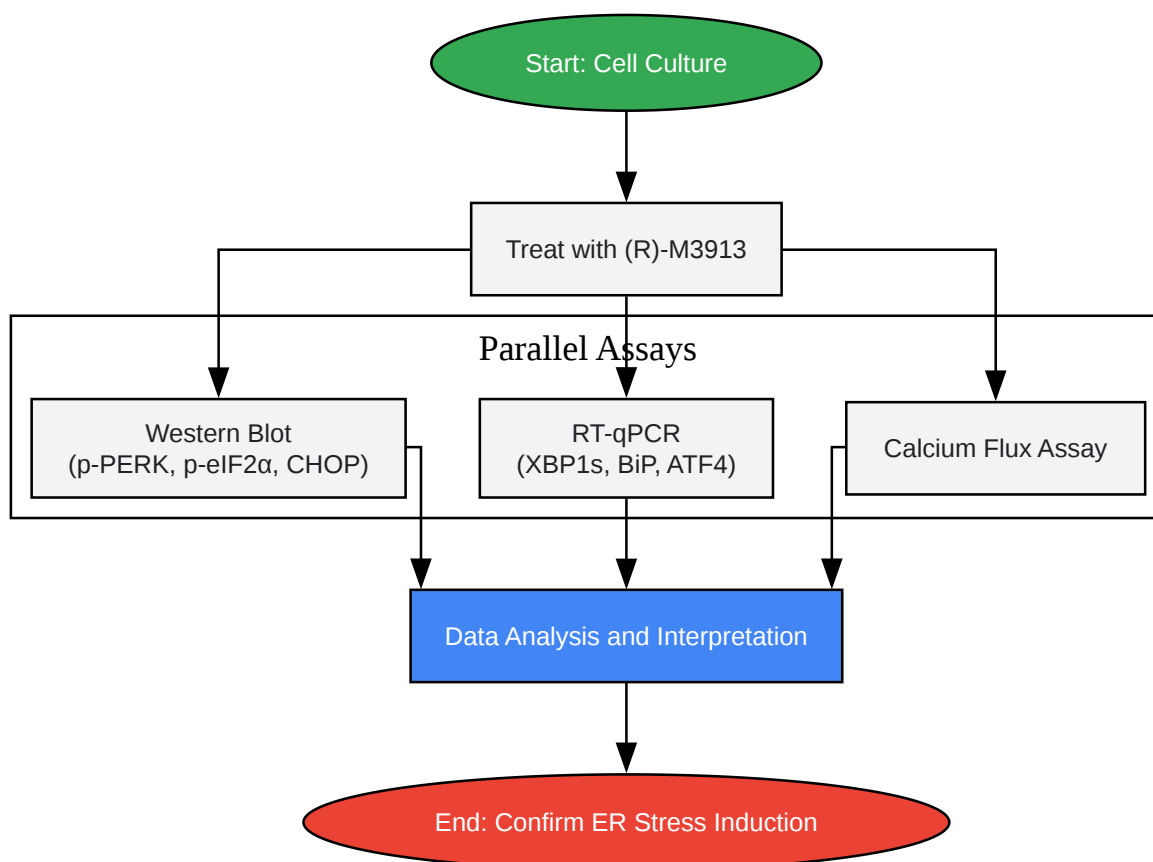 Start: Cell Culture
Treat with (R)-M3913
Parallel Assays
Western Blot
(p-PERK, p-eIF2α, CHOP)
RT-qPCR
(XBP1s, BiP, ATF4)
Calcium Flux Assay
Data Analysis and Interpretation
End: Confirm ER Stress Induction